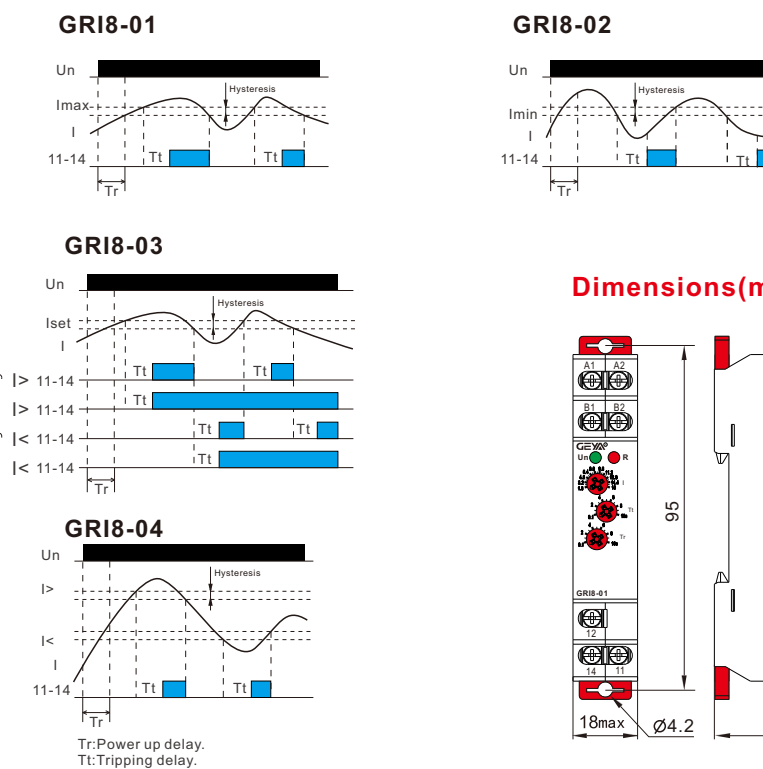 GRI8-01
Un
Imax
Hysteresis
I
11-14
Tt
Tt
Tr
GRI8-02
Un
Imin
Hysteresis
I
11-14
Tt
Tt
Tr
GRI8-03
Un
Hysteresis
Iset
I
I> 11-14
Tt
Tt
I> 11-14
Tt
I< 11-14
Tt
Tt
I< 11-14
Tt
Tr
GRI8-04
Un
I>
Hysteresis
I<
I
11-14
Tt
Tt
Tr
Tr:Power up delay.
Tt:Tripping delay.
Dimensions(m
A1 A2
B1 B2
GEYA®
Un
R
I
Tt
Tr
GRI8-01
12
14 11
95
18max
Ø4.2